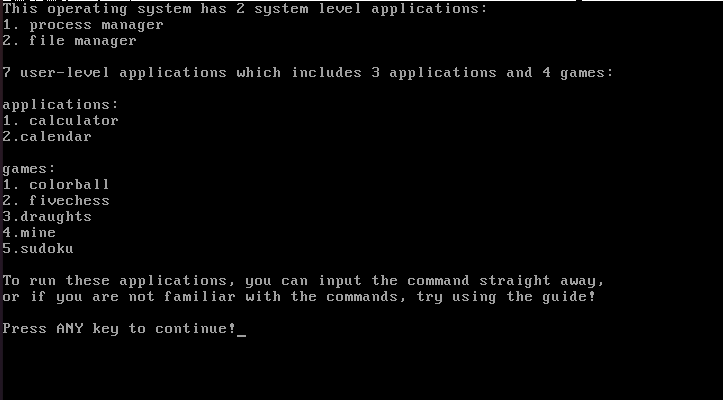 This operating system has 2 system level applications:
1. process manager
2. file manager
7 user-level applications which includes 3 applications and 4 games:
applications:
1. calculator
2.calendar
games:
1. colorball
2. fivechess
3.draughts
4.mine
5.sudoku
To run these applications, you can input the command straight away,
or if you are not familiar with the commands, try using the guide!
Press ANY key to continue!_